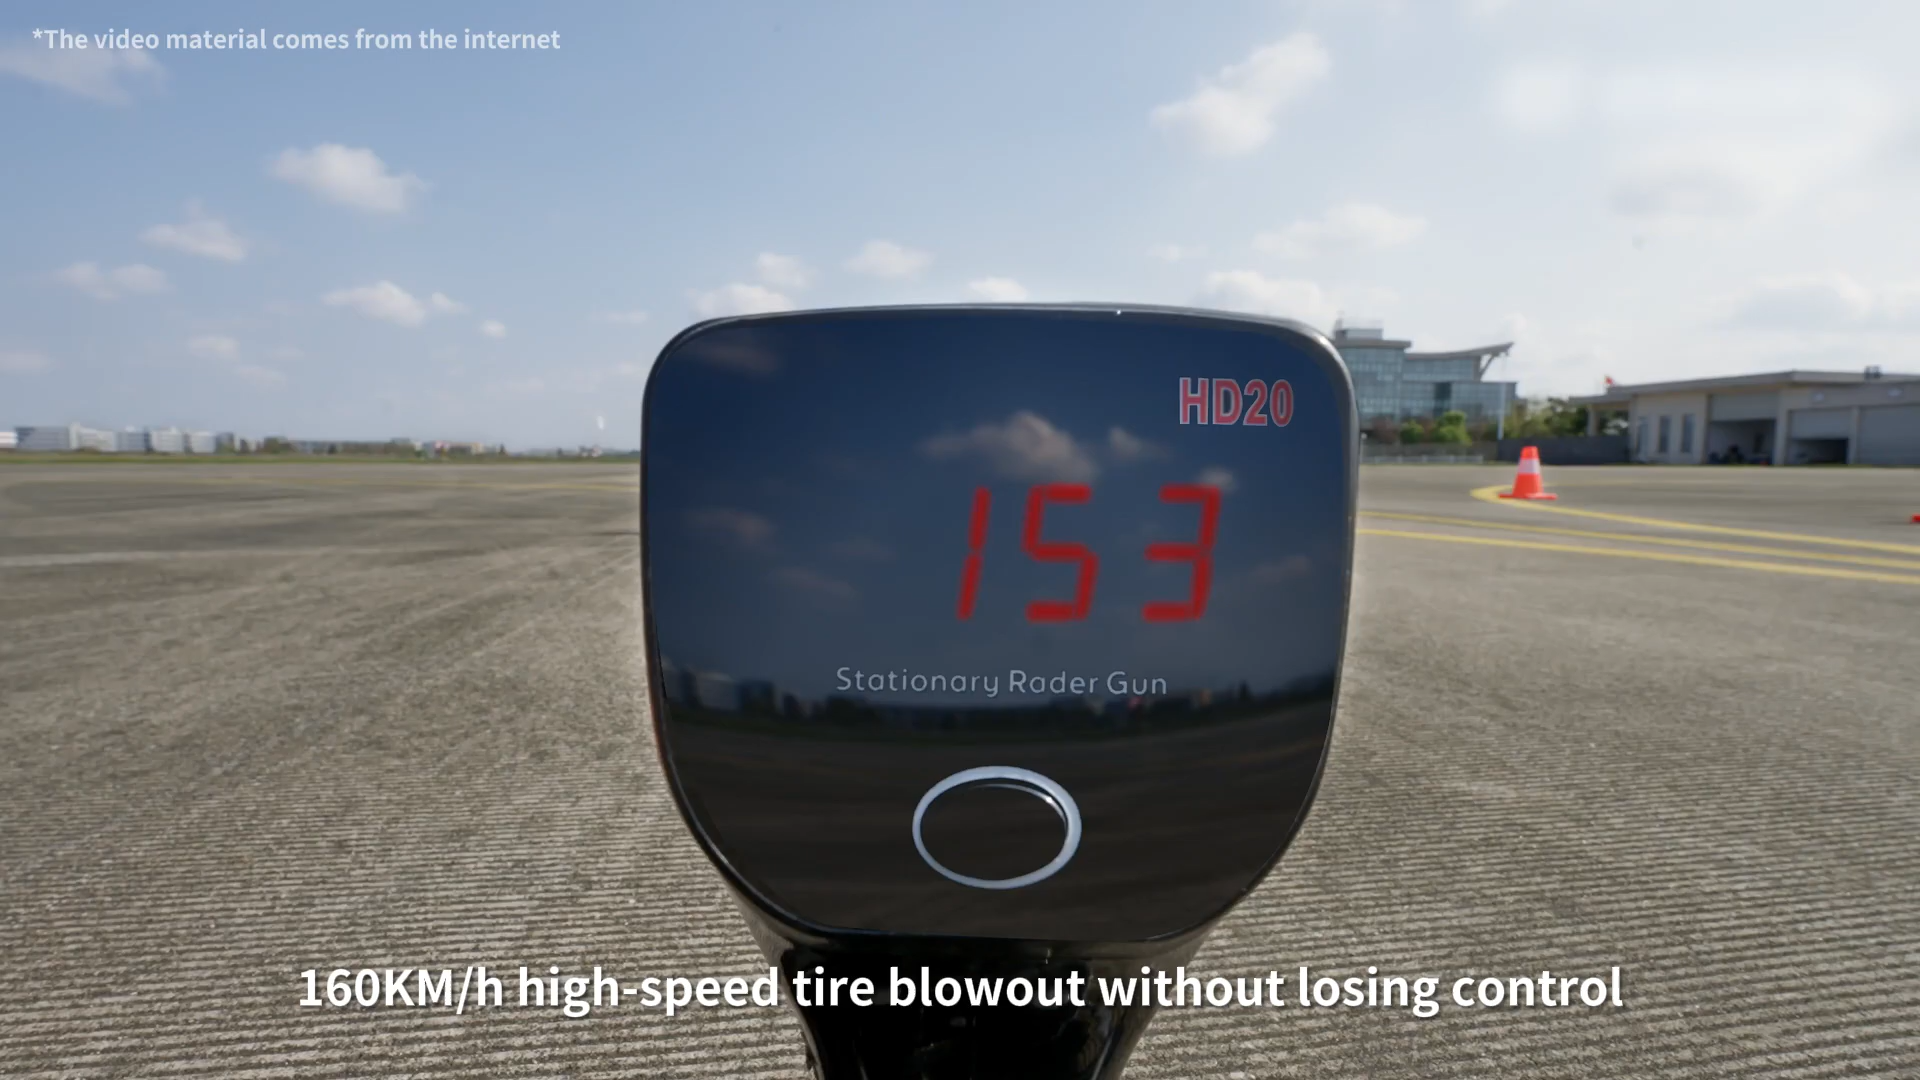 *The video material comes from the internet
HD20
153
Stationary Rader Gun
160KM/h high-speed tire blowout without losing control